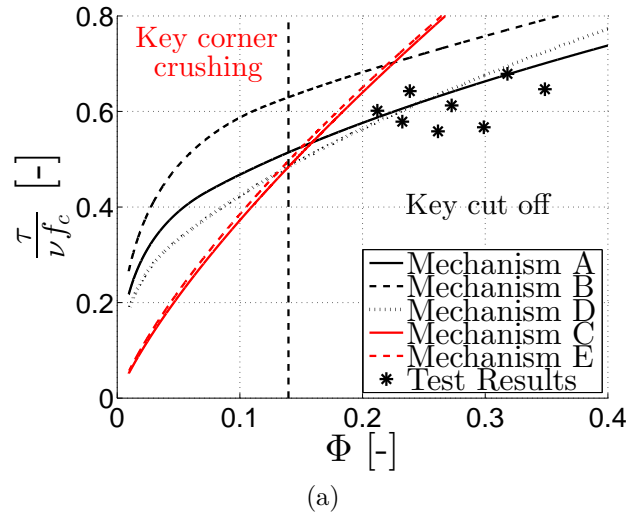 0.8
0.6
0.4
0.2
0
0
0.1
0.2
0.3
0.4
τ/νf_c [-]
Φ [-]
Key corner
crushing
Key cut off
Mechanism A
Mechanism B
Mechanism D
Mechanism C
Mechanism E
Test Results
(a)